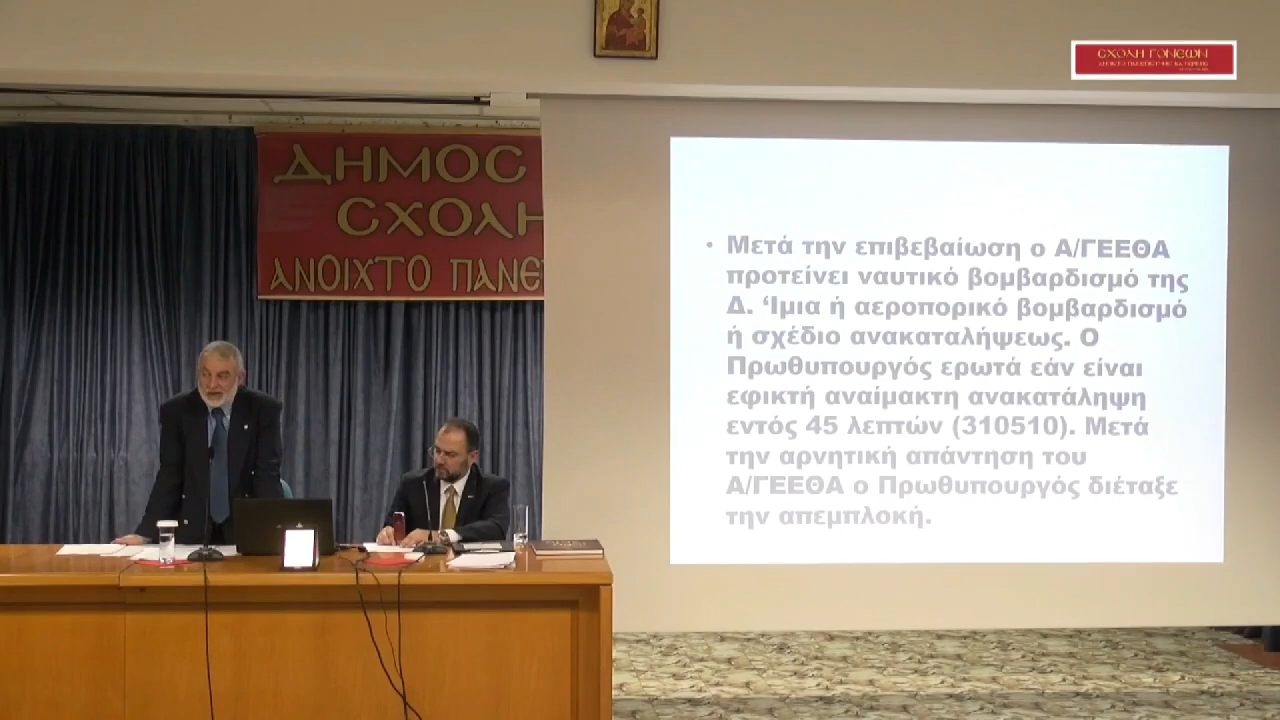 ΣΧΟΛΗ ΓΟΝΕΩΝ
ΔΗΜΟΣ
ΣΧΟΛΗ
ΑΝΟΙΧΤΟ ΠΑΝΕ
• Μετά την επιβεβαίωση ο Α/ΓΕΕΘΑ
προτείνει ναυτικό βομβαρδισμό της
Δ. ‘Ιμια ή αεροπορικό βομβαρδισμό
ή σχέδιο ανακαταλήψεως. Ο
Πρωθυπουργός ερωτά εάν είναι
εφικτή αναίμακτη ανακατάληψη
εντός 45 λεπτών (310510). Μετά
την αρνητική απάντηση του
Α/ΓΕΕΘΑ ο Πρωθυπουργός διέταξε
την απεμπλοκή.